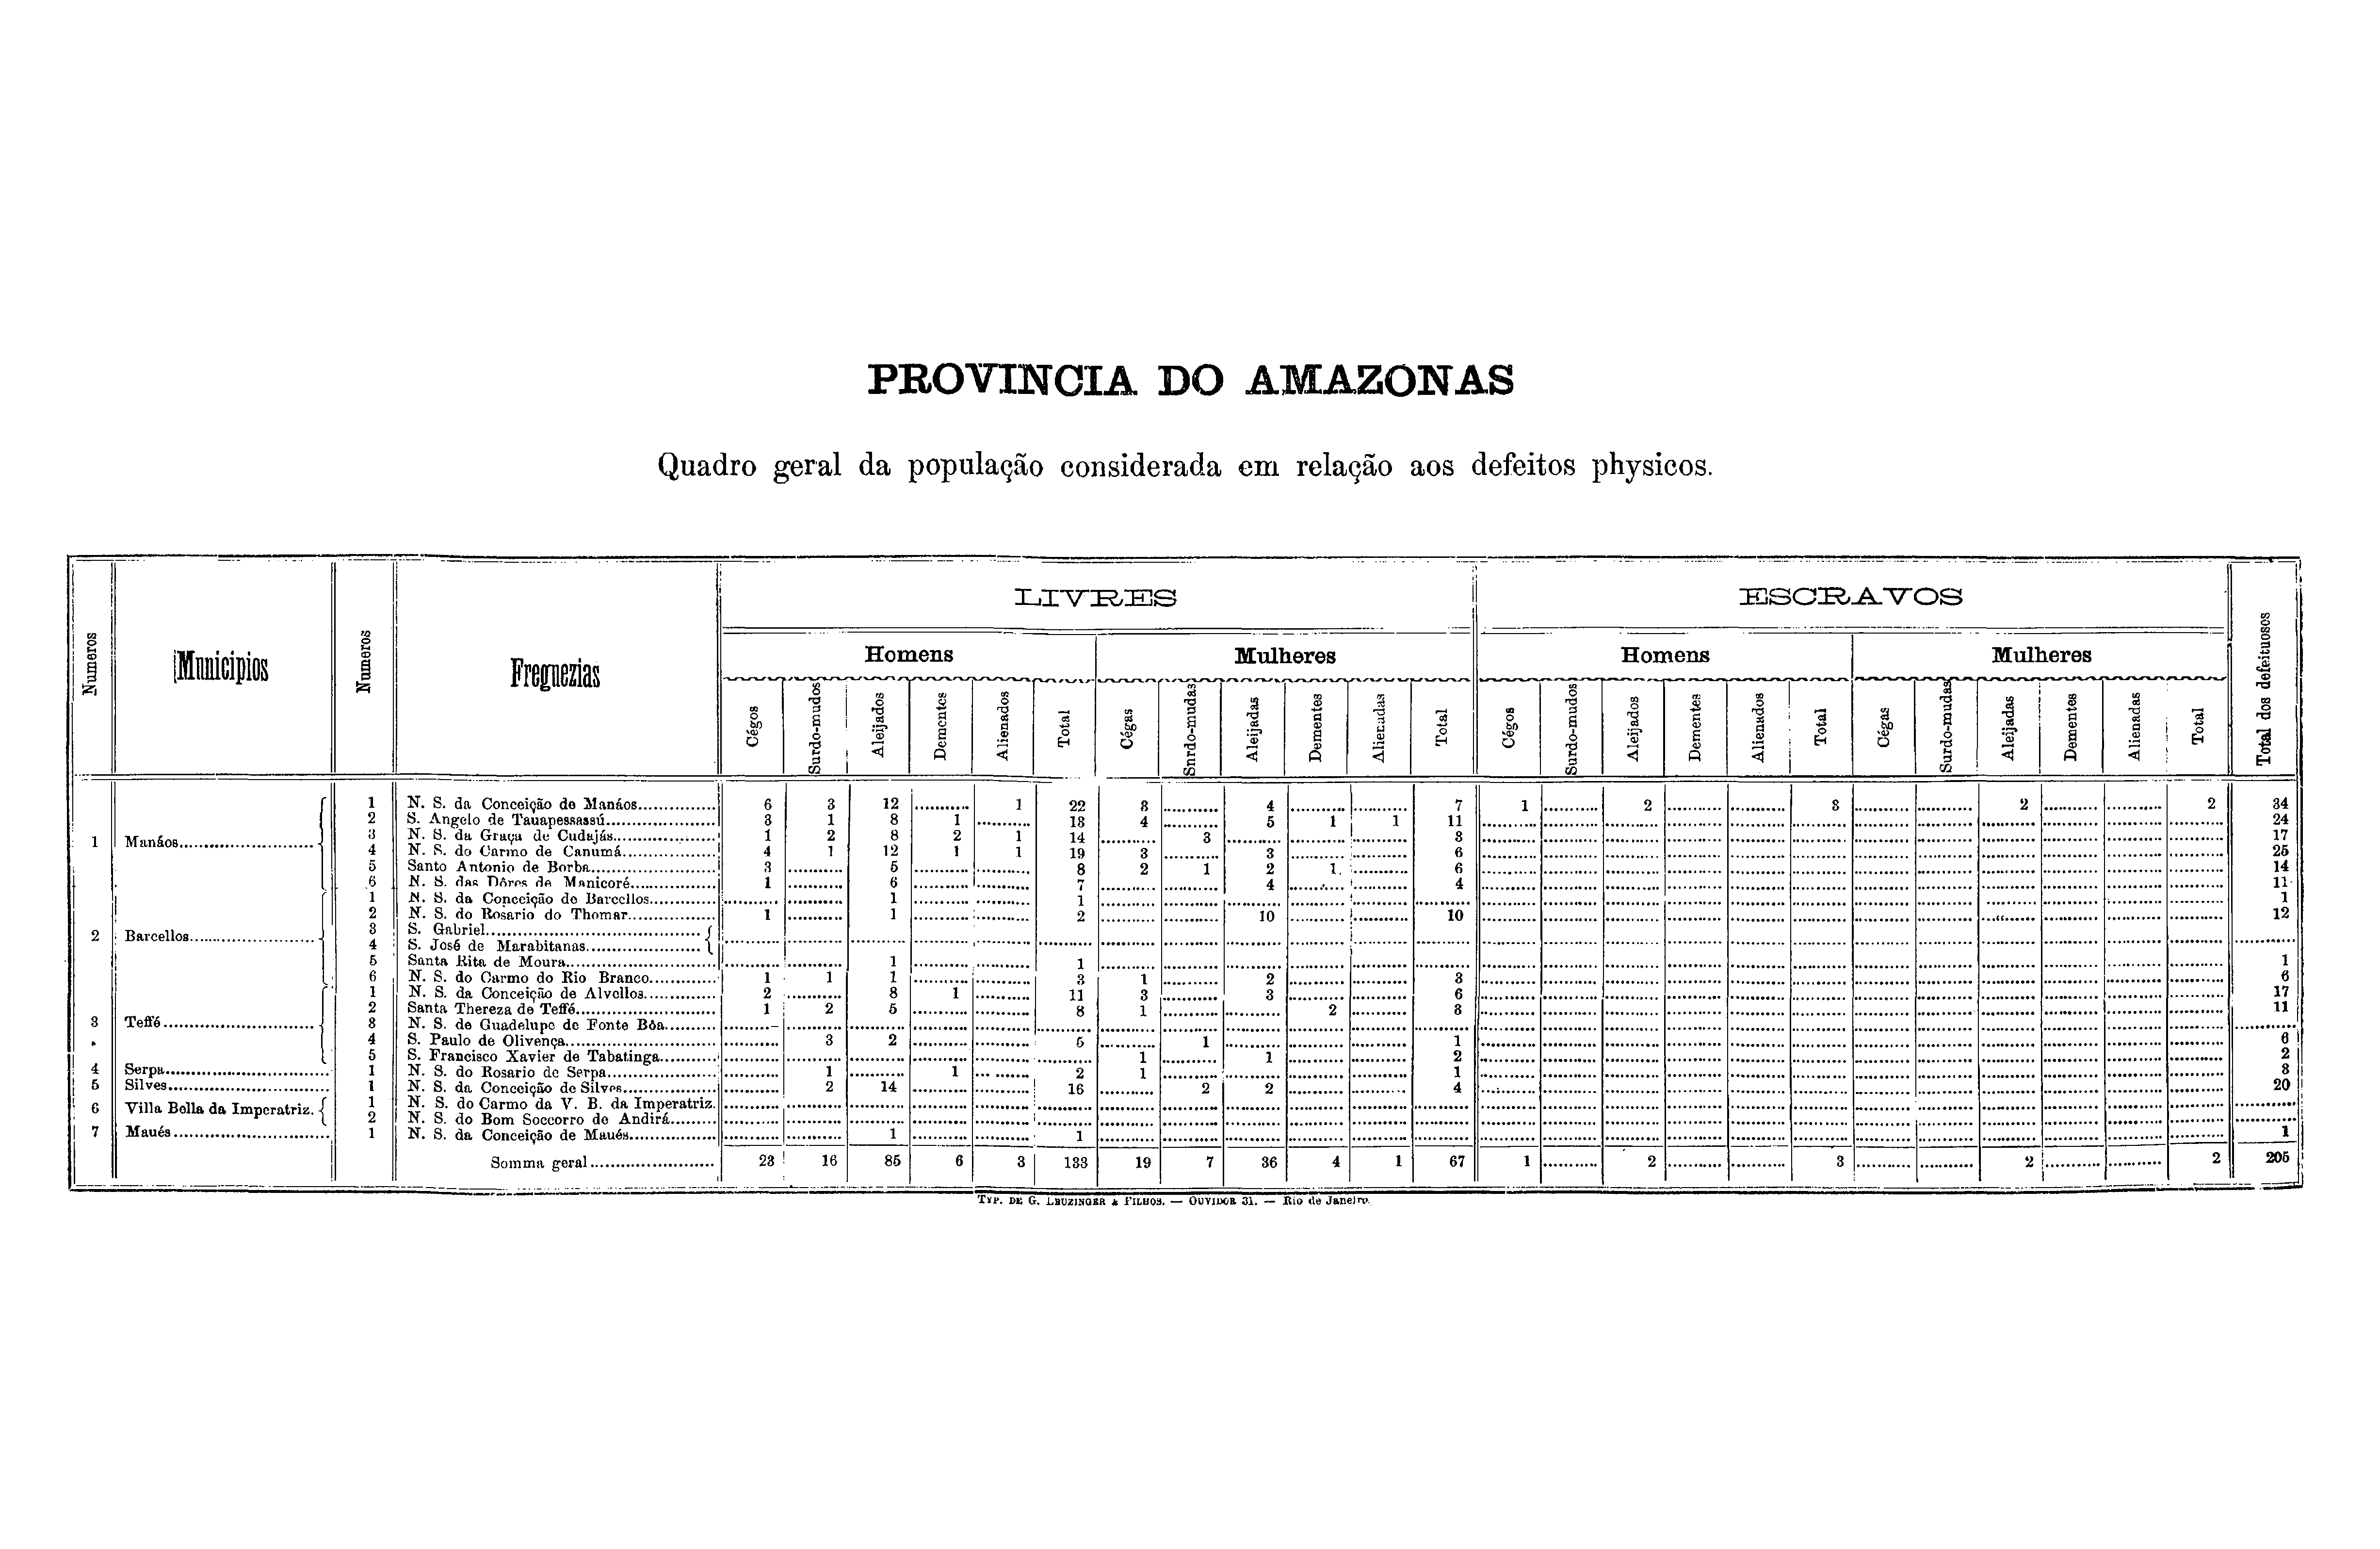 PROVINCIA DO AMAZONAS
Quadro geral da população considerada em relação aos defeitos physicos.
LIVRES ESCRAVOS
Numeros Municipios Numeros Freguezias Homens Mulheres Homens Mulheres Total dos defeituosos
Cégos Surdo-mudos Aleijados Dementes Alienados Total Cégas Surdo-mudas Aleijadas Dementes Alienadas Total Cégos Surdo-mudos Aleijados Dementes Alienados Total Cégas Surdo-mudas Aleijadas Dementes Alienadas Total
1 N. S. da Conceição de Manáos 6 3 12 .......... 1 22 3 .......... 4 .......... .......... 7 1 .......... 2 .......... .......... 3 .......... .......... 2 .......... .......... 2 34
2 S. Angelo de Tauapessassú 3 1 8 1 .......... 13 4 .......... 5 1 1 11 24
3 N. S. da Graça de Cudajás 1 2 8 2 1 14 .......... 3 .......... .......... .......... 3 17
1 Manáos 4 N. S. do Carmo de Canumá 4 1 12 1 1 19 3 .......... 3 .......... .......... 6 25
5 Santo Antonio de Borba 3 .......... 5 .......... .......... 8 2 1 2 1 .......... 6 14
6 N. S. das Dôres de Manicoré 1 .......... 6 .......... .......... 7 .......... .......... 4 .......... .......... 4 11
1 N. S. da Conceição de Barcellos .......... .......... 1 .......... .......... 1 1
2 N. S. do Rosario do Thomar 1 .......... 1 .......... .......... 2 .......... .......... 10 .......... .......... 10 12
2 Barcellos 3 S. Gabriel
4 S. José de Marabitanas
5 Santa Rita de Moura .......... .......... 1 .......... .......... 1 1
6 N. S. do Carmo do Rio Branco 1 1 1 .......... .......... 3 1 .......... 2 .......... .......... 3 6
1 N. S. da Conceição de Alvellos 2 .......... 8 1 .......... 11 3 .......... 3 .......... .......... 6 17
2 Santa Thereza de Teffé 1 2 5 .......... .......... 8 1 .......... .......... 2 .......... 3 11
3 Teffé 3 N. S. de Guadelupe de Fonte Bôa
4 S. Paulo de Olivença .......... 3 2 .......... .......... 5 .......... 1 .......... .......... .......... 1 6
5 S. Francisco Xavier de Tabatinga .......... .......... .......... .......... .......... .......... 1 .......... 1 .......... .......... 2 2
4 Serpa 1 N. S. do Rosario de Serpa .......... 1 .......... 1 .......... 2 1 .......... .......... .......... .......... 1 3
5 Silves 1 N. S. da Conceição de Silves .......... 2 14 .......... .......... 16 .......... 2 2 .......... .......... 4 20
6 Villa Bella da Imperatriz. 1 N. S. do Carmo da V. B. da Imperatriz.
2 N. S. do Bom Soccorro de Andirá
7 Maués 1 N. S. da Conceição de Maués .......... .......... 1 .......... .......... 1 1
Somma geral 23 16 85 6 3 133 19 7 36 4 1 67 1 .......... 2 .......... .......... 3 .......... .......... 2 .......... .......... 2 205
TYP. DE G. LEUZINGER & FILHOS. — OUVIDOR 31. — Rio de Janeiro.